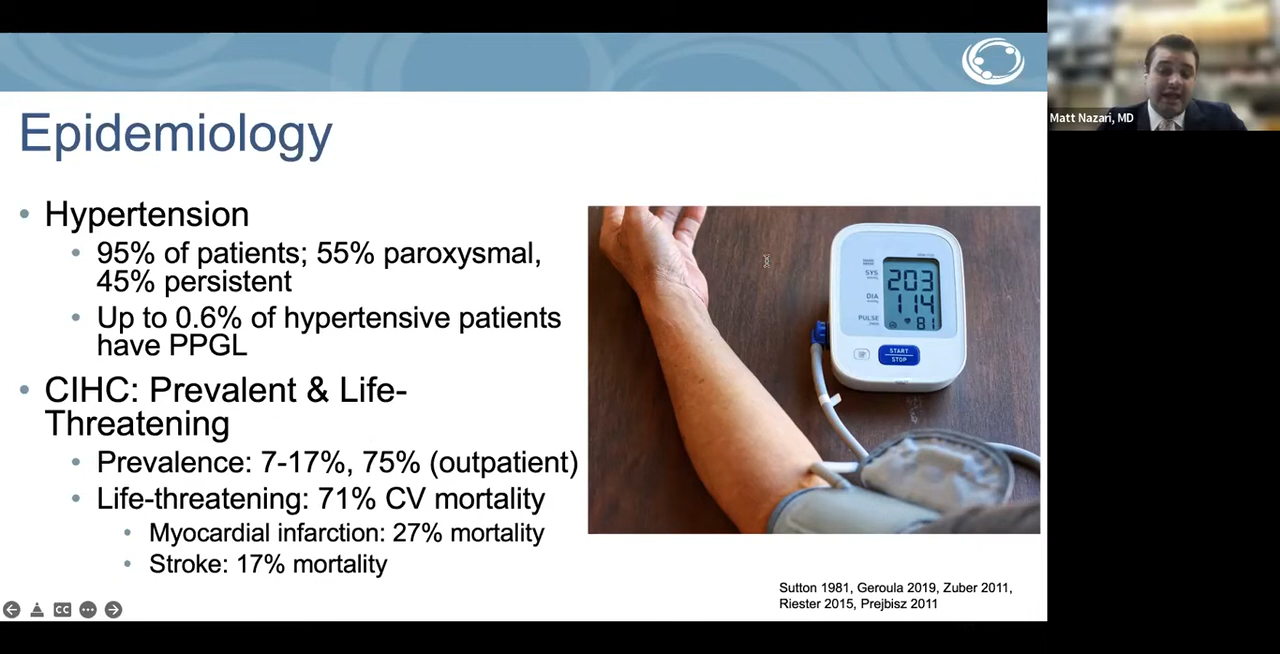 Epidemiology
• Hypertension
• 95% of patients; 55% paroxysmal,
45% persistent
• Up to 0.6% of hypertensive patients
have PPGL
• CIHC: Prevalent & Life-
Threatening
• Prevalence: 7-17%, 75% (outpatient)
• Life-threatening: 71% CV mortality
• Myocardial infarction: 27% mortality
• Stroke: 17% mortality
SYS
203
DIA
114
PULSE
81
START
STOP
Sutton 1981, Geroula 2019, Zuber 2011,
Riester 2015, Prejbisz 2011
CC
Matt Nazari, MD